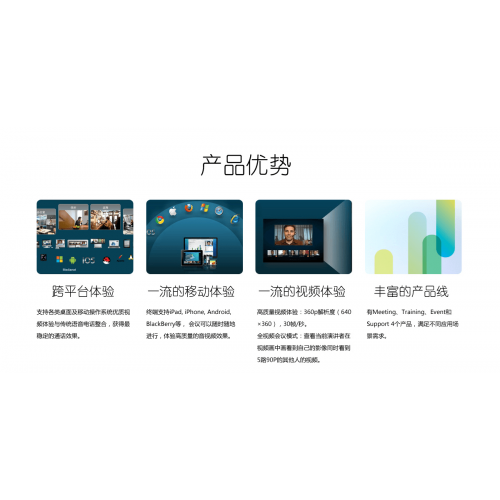 产品优势
iOS
跨平台体验
支持各类桌面及移动操作系统优质视
频体验与传统语音电话整合，获得最
稳定的通话效果。
一流的移动体验
终端支持iPad, iPhone, Android,
BlackBerry等， 会议可以随时随地
进行，体验高质量的音视频效果。
一流的视频体验
高质量视频体验：360p解析度（640
×360），30帧/秒。
全视频会议模式：查看当前演讲者在
视频画中画看到自己的影像同时看到
5路90P的其他人的视频。
丰富的产品线
有Meeting、Training、Event和
Support 4个产品，满足不同应用场
景需求。